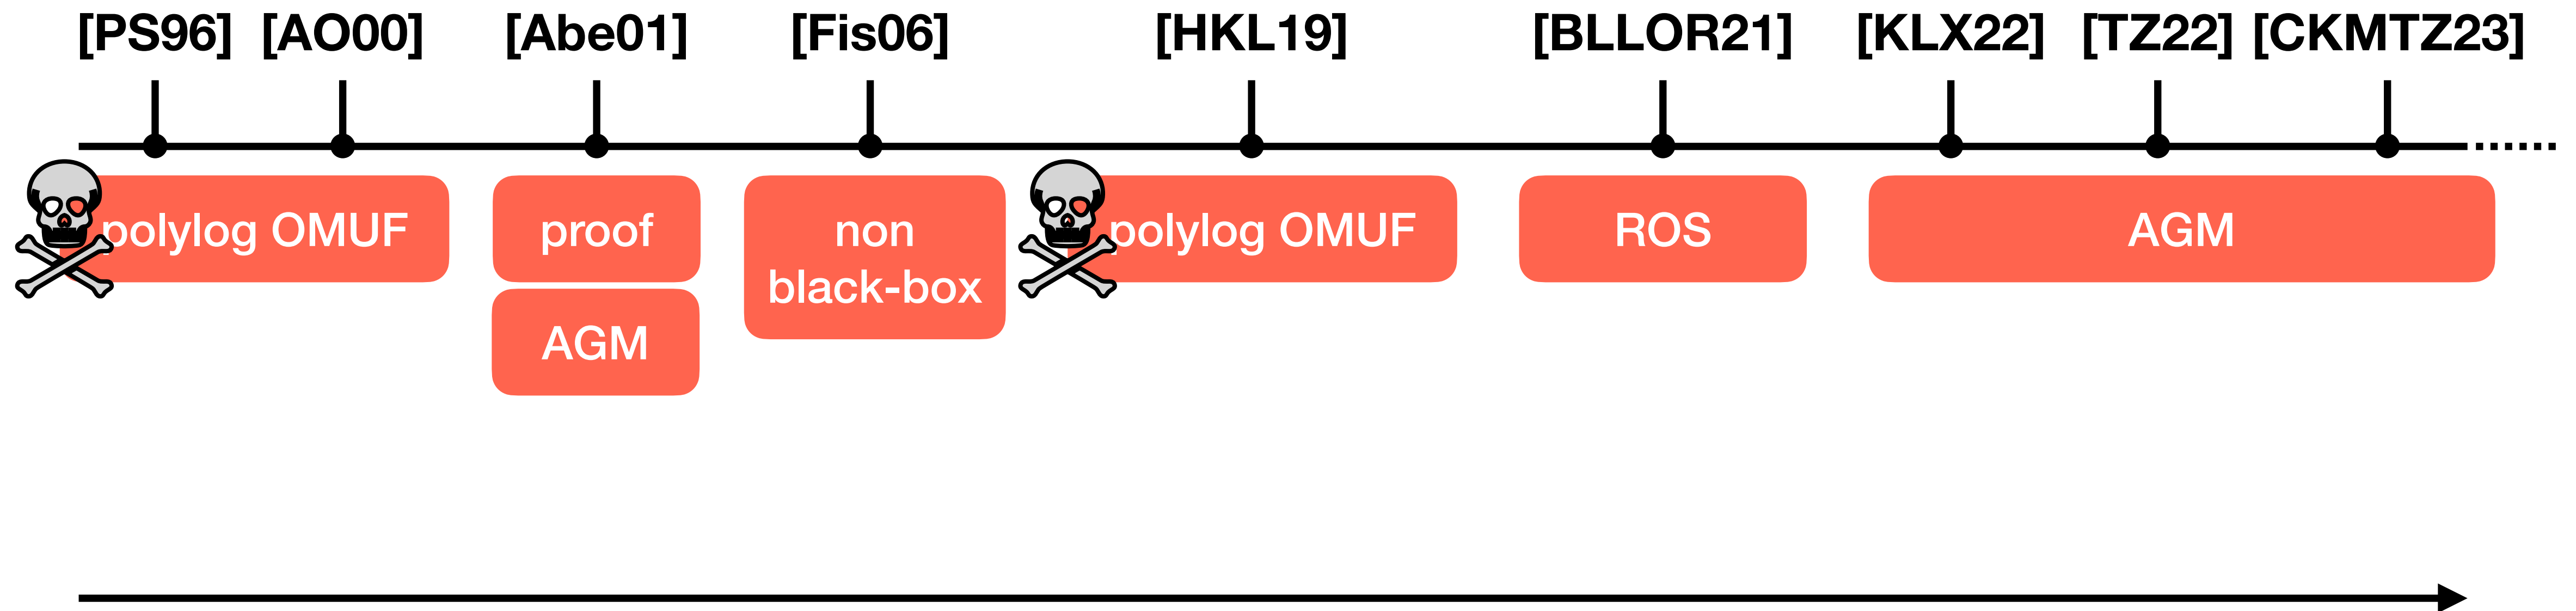 [PS96] [AO00] [Abe01] [Fis06] [HKL19] [BLLOR21] [KLX22] [TZ22] [CKMTZ23]
polylog OMUF
proof
AGM
non
black-box
polylog OMUF
ROS
AGM